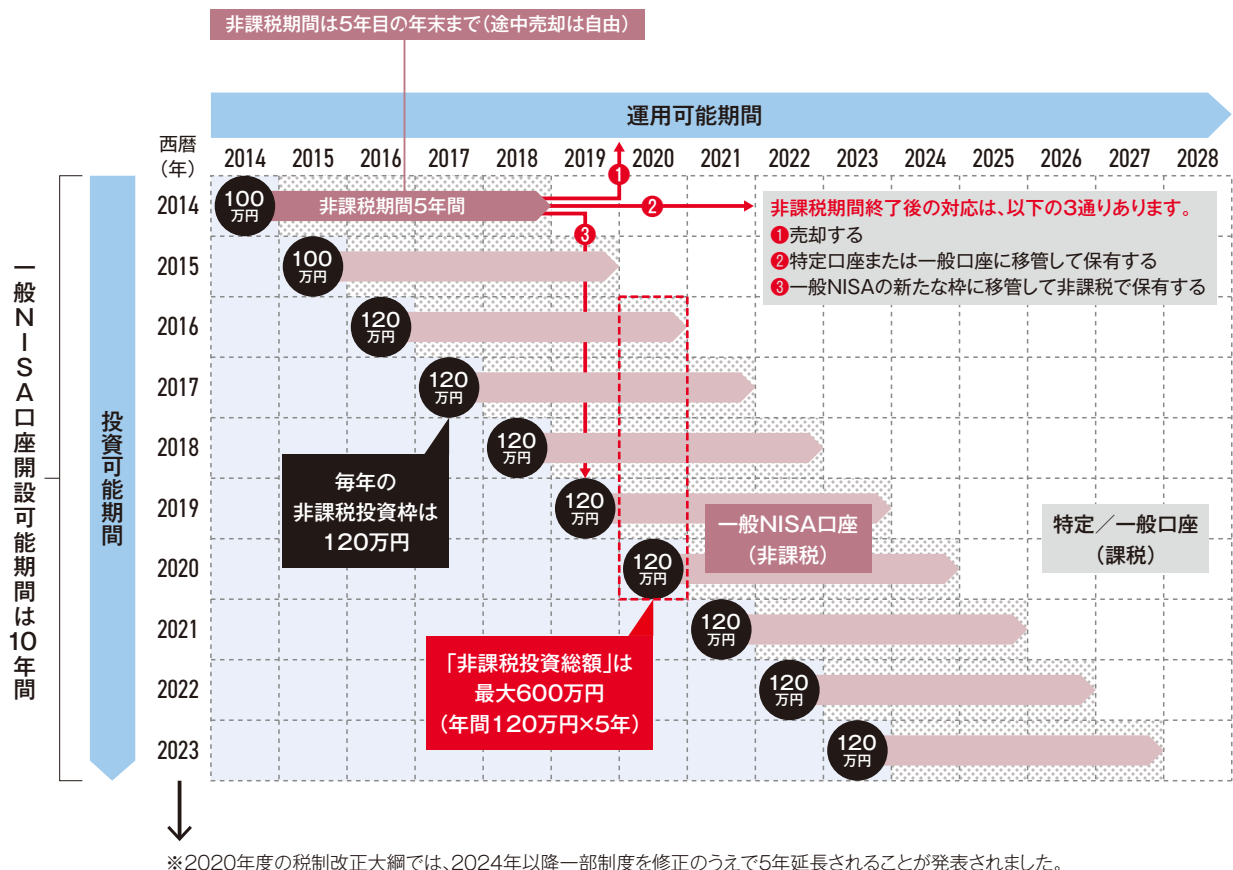 非課税期間は5年目の年末まで(途中売却は自由)
運用可能期間
西暦
(年)
2014 2015 2016 2017 2018 2019 2020 2021 2022 2023 2024 2025 2026 2027 2028
一般NISA口座開設可能期間は10年間
投資可能期間
2014
100
万円
非課税期間5年間
❶
❷
❸
非課税期間終了後の対応は、以下の3通りあります。
❶売却する
❷特定口座または一般口座に移管して保有する
❸一般NISAの新たな枠に移管して非課税で保有する
2015
100
万円
2016
120
万円
2017
120
万円
2018
120
万円
毎年の
非課税投資枠は
120万円
2019
120
万円
一般NISA口座
(非課税)
特定/一般口座
(課税)
2020
120
万円
2021
120
万円
「非課税投資総額」は
最大600万円
(年間120万円×5年)
2022
120
万円
2023
120
万円
※2020年度の税制改正大綱では、2024年以降一部制度を修正のうえで5年延長されることが発表されました。